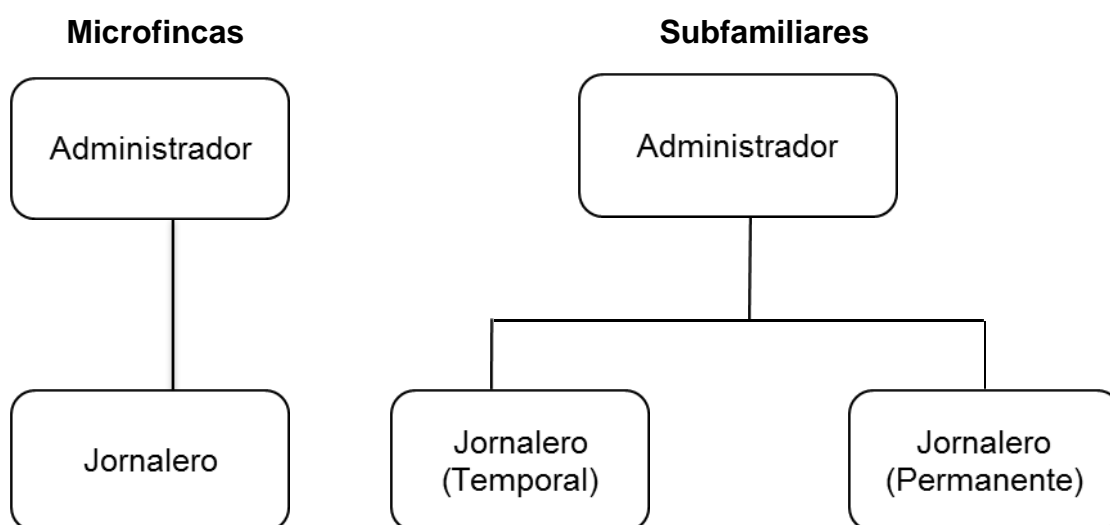 Microfincas
Administrador
Jornalero
Subfamiliares
Administrador
Jornalero
(Temporal)
Jornalero
(Permanente)